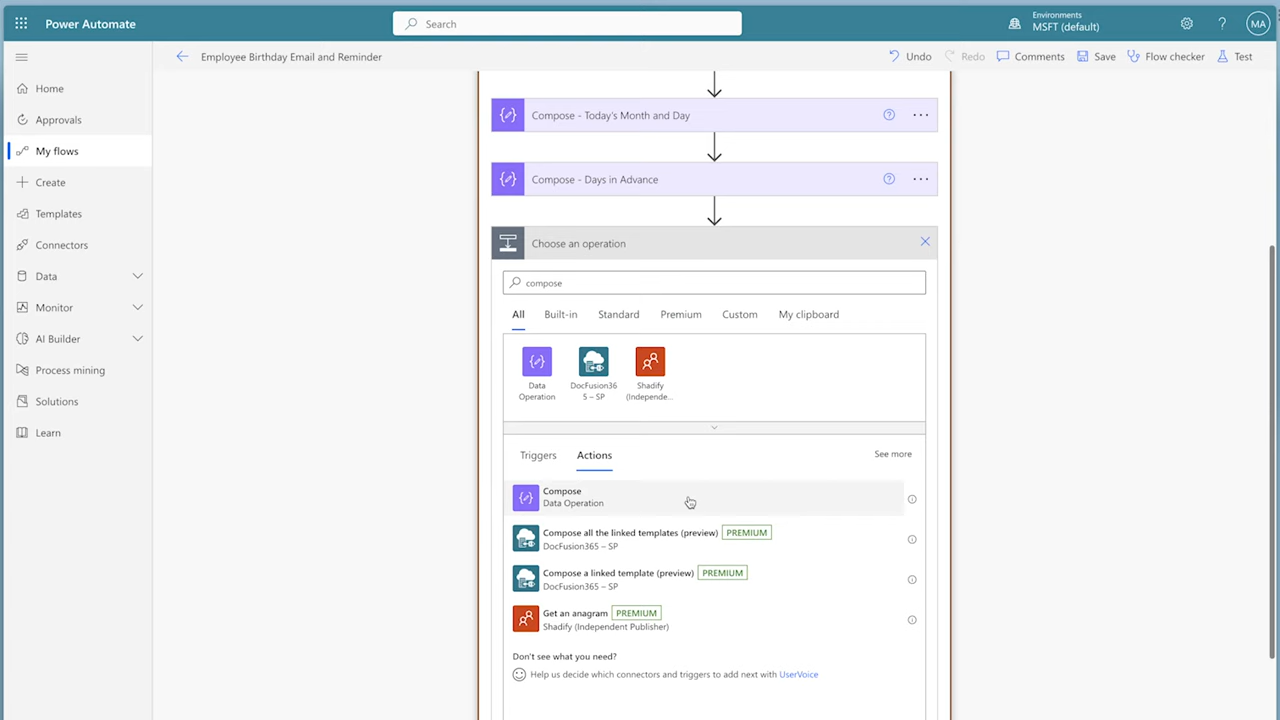 Power Automate
Search
Environments
MSFT (default)
MA
Employee Birthday Email and Reminder
Undo
Redo
Comments
Save
Flow checker
Test
Home
Approvals
My flows
Create
Templates
Connectors
Data
Monitor
AI Builder
Process mining
Solutions
Learn
Compose - Today's Month and Day
Compose - Days in Advance
Choose an operation
compose
All
Built-in
Standard
Premium
Custom
My clipboard
Data
Operation
DocFusion36
5 – SP
Shadify
(Independe...
Triggers
Actions
See more
Compose
Data Operation
Compose all the linked templates (preview) PREMIUM
DocFusion365 – SP
Compose a linked template (preview) PREMIUM
DocFusion365 – SP
Get an anagram PREMIUM
Shadify (Independent Publisher)
Don't see what you need?
Help us decide which connectors and triggers to add next with UserVoice